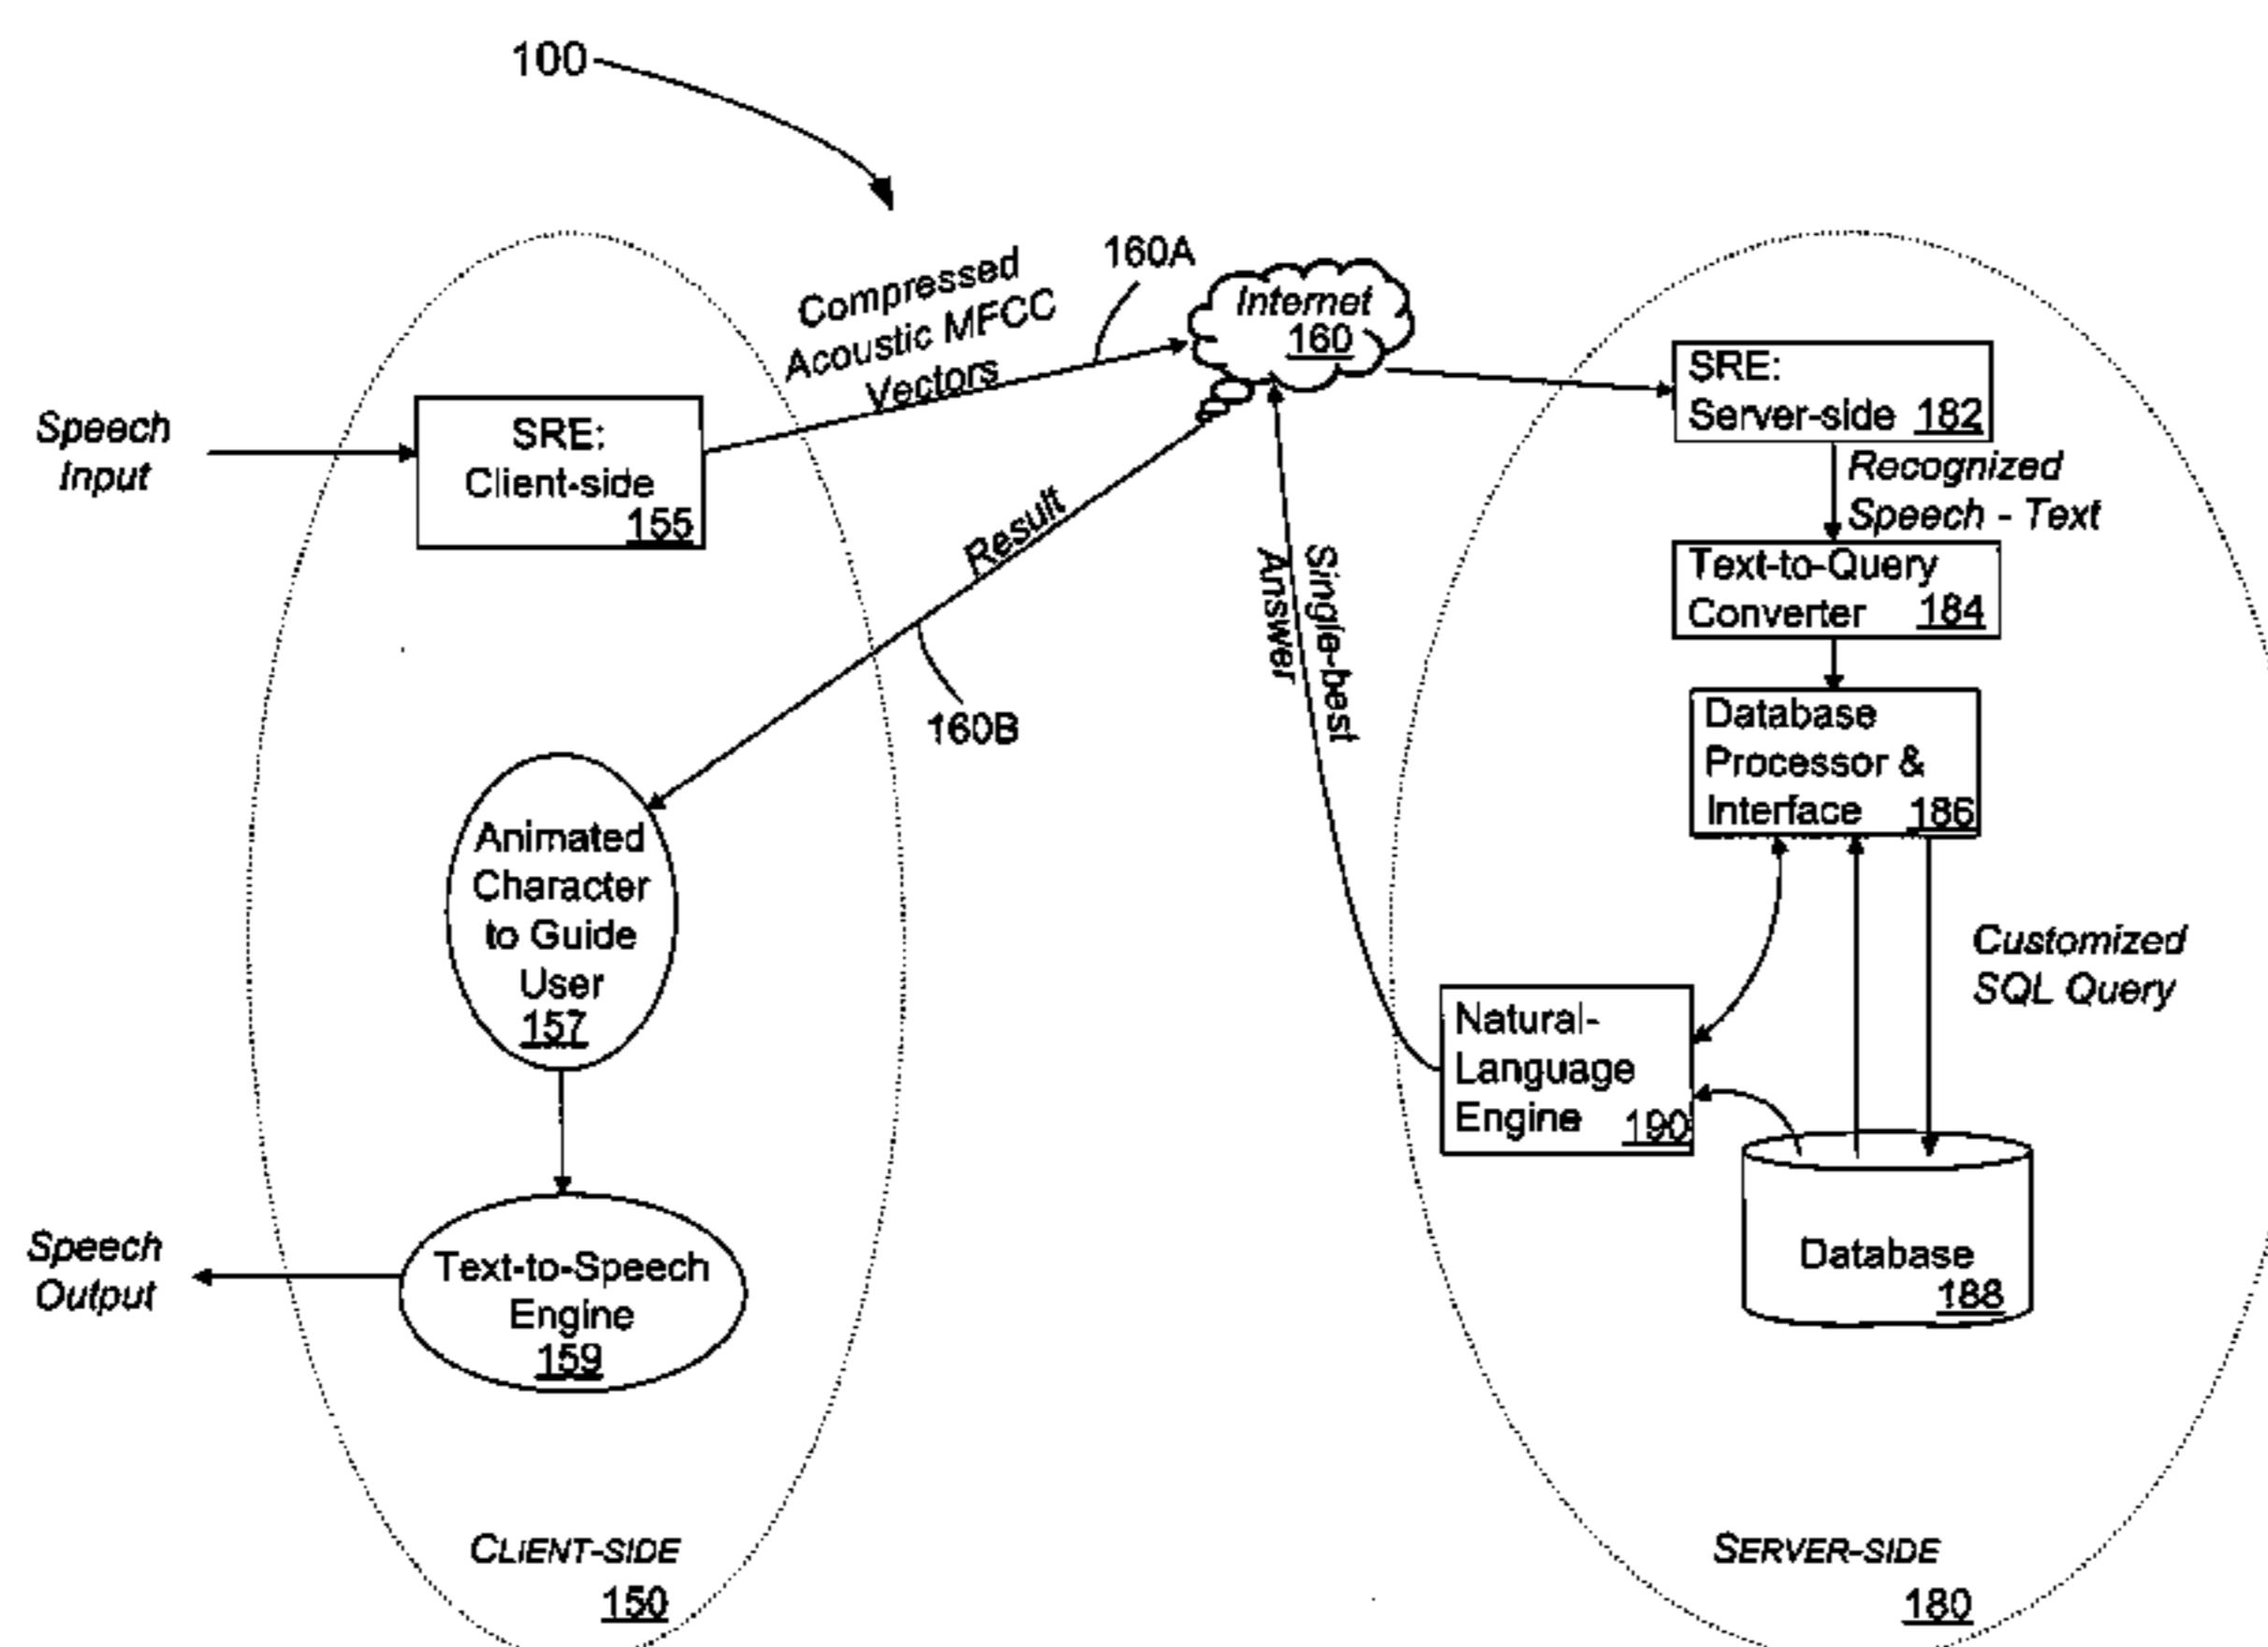 100
Compressed
Acoustic MFCC
Vectors
160A
Internet
160
Speech
Input
SRE:
Client-side
155
SRE:
Server-side 182
Recognized
Speech - Text
Text-to-Query
Converter 184
Result
160B
Single-best
Answer
Database
Processor &
Interface 186
Animated
Character
to Guide
User
157
Customized
SQL Query
Natural-
Language
Engine 190
Speech
Output
Text-to-Speech
Engine
159
Database
188
CLIENT-SIDE
150
SERVER-SIDE
180